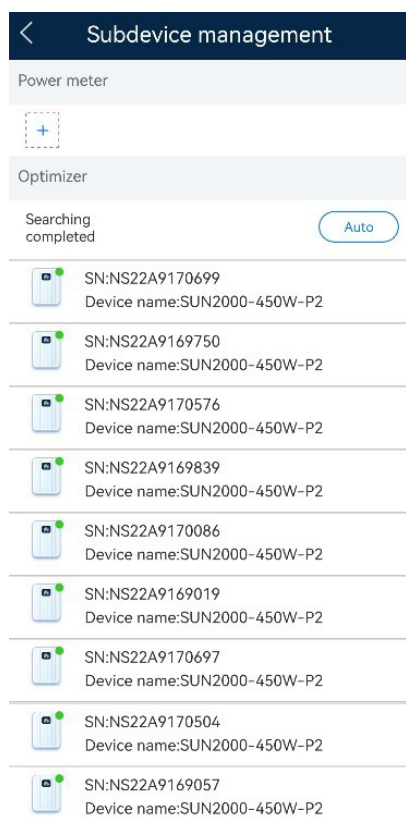 Subdevice management
Power meter
+
Optimizer
Searching
completed
Auto
SN:NS22A9170699
Device name:SUN2000-450W-P2
SN:NS22A9169750
Device name:SUN2000-450W-P2
SN:NS22A9170576
Device name:SUN2000-450W-P2
SN:NS22A9169839
Device name:SUN2000-450W-P2
SN:NS22A9170086
Device name:SUN2000-450W-P2
SN:NS22A9169019
Device name:SUN2000-450W-P2
SN:NS22A9170697
Device name:SUN2000-450W-P2
SN:NS22A9170504
Device name:SUN2000-450W-P2
SN:NS22A9169057
Device name:SUN2000-450W-P2